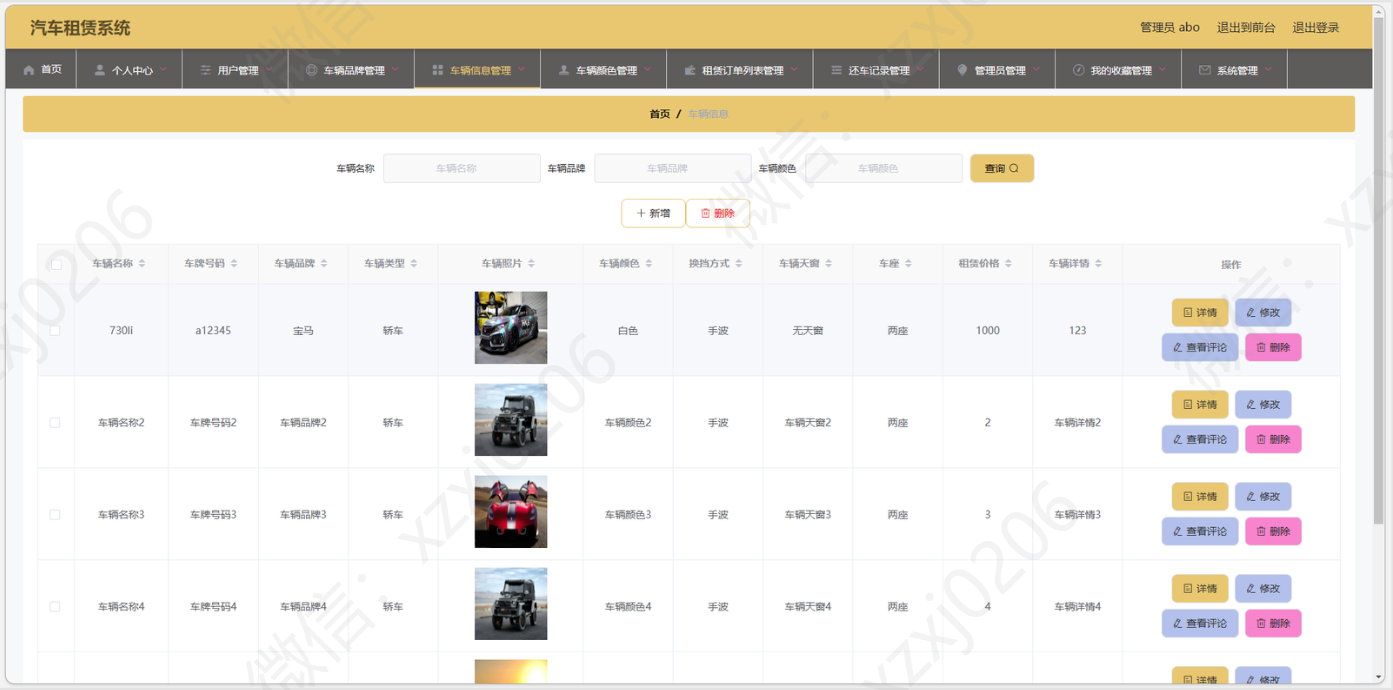 汽车租赁系统
管理员 abo 退出到前台 退出登录
首页 个人中心 用户管理 车辆品牌管理 车辆信息管理 车辆颜色管理 租赁订单列表管理 还车记录管理 管理员管理 我的收藏管理 系统管理
首页 / 车辆信息
车辆名称 车辆名称 车辆品牌 车辆品牌 车辆颜色 车辆颜色 查询
新增 删除
车辆名称 车牌号码 车辆品牌 车辆类型 车辆照片 车辆颜色 换挡方式 车辆天窗 车座 租赁价格 车辆详情 操作
730li a12345 宝马 轿车 白色 手波 无天窗 两座 1000 123
详情 修改
查看评论 删除
车辆名称2 车牌号码2 车辆品牌2 轿车 车辆颜色2 手波 车辆天窗2 两座 2 车辆详情2
详情 修改
查看评论 删除
车辆名称3 车牌号码3 车辆品牌3 轿车 车辆颜色3 手波 车辆天窗3 两座 3 车辆详情3
详情 修改
查看评论 删除
车辆名称4 车牌号码4 车辆品牌4 轿车 车辆颜色4 手波 车辆天窗4 两座 4 车辆详情4
详情 修改
查看评论 删除
详情 修改
微信：xzxj0206